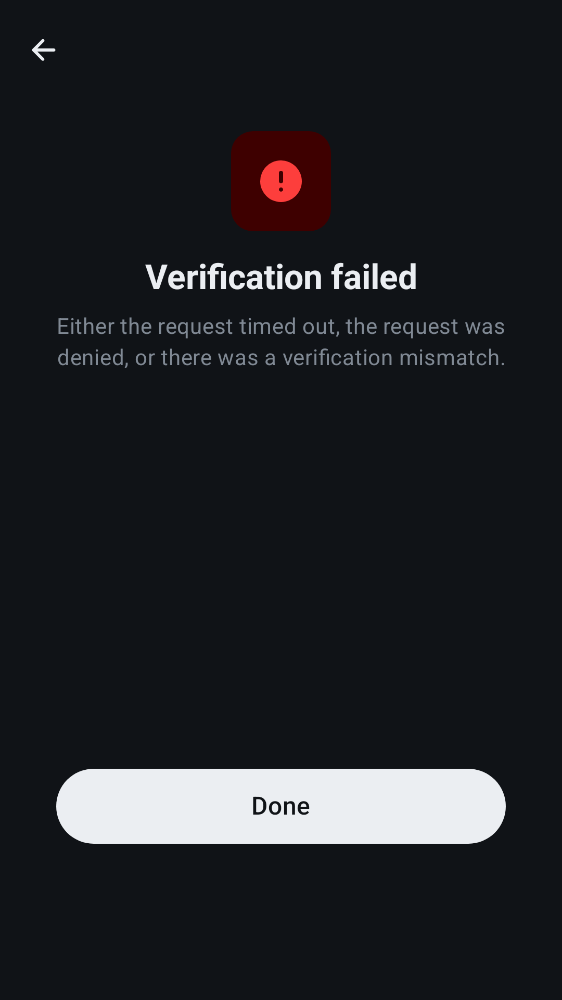 Verification failed
Either the request timed out, the request was
denied, or there was a verification mismatch.
Done